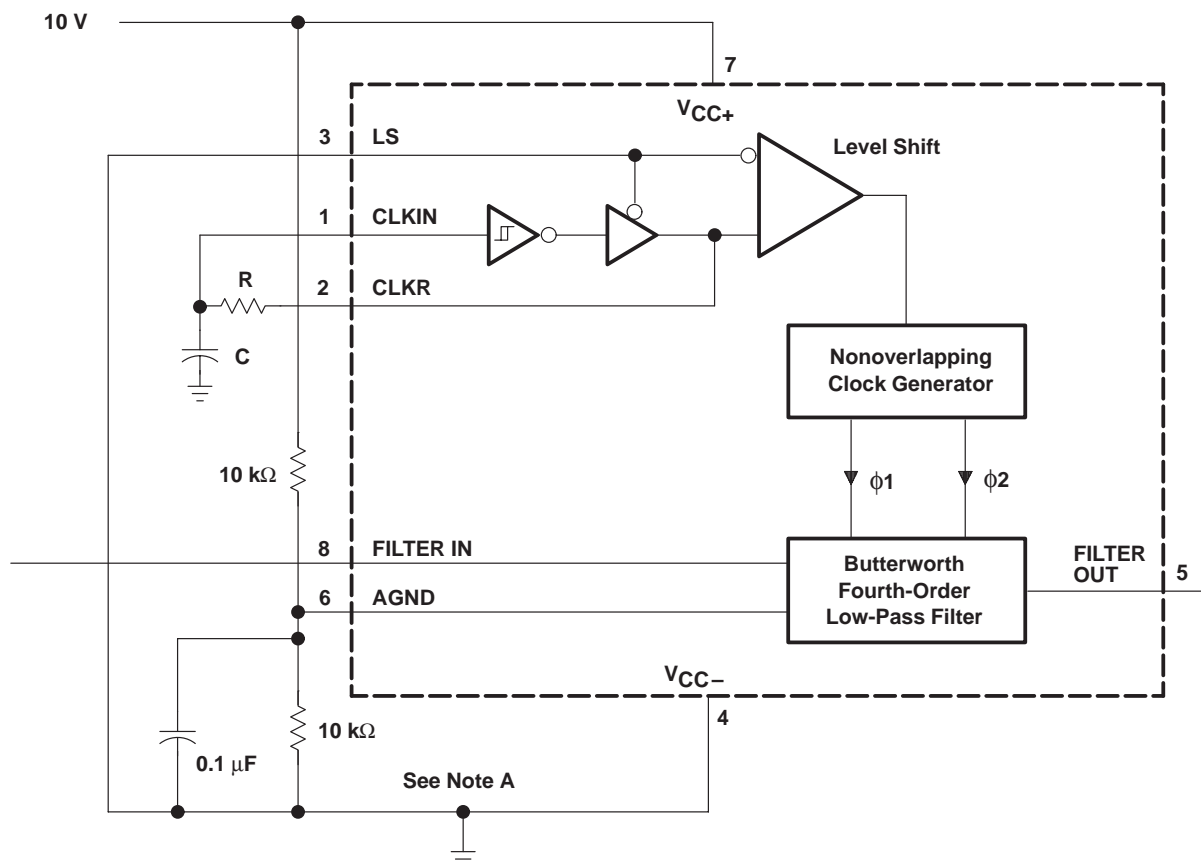 10 V
7
VCC+
3 LS
Level Shift
1 CLKIN
R
2 CLKR
C
Nonoverlapping
Clock Generator
10 kΩ
ϕ1
ϕ2
8 FILTER IN
Butterworth
Fourth-Order
Low-Pass Filter
FILTER
OUT
5
6 AGND
VCC–
4
10 kΩ
0.1 μF
See Note A